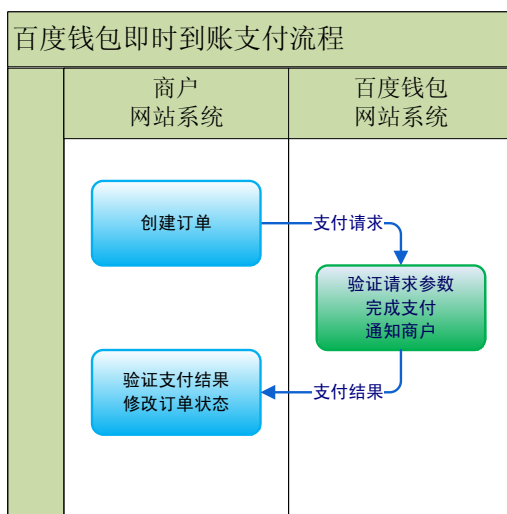 百度钱包即时到账支付流程
商户
网站系统
百度钱包
网站系统
创建订单
支付请求
验证请求参数
完成支付
通知商户
验证支付结果
修改订单状态
支付结果